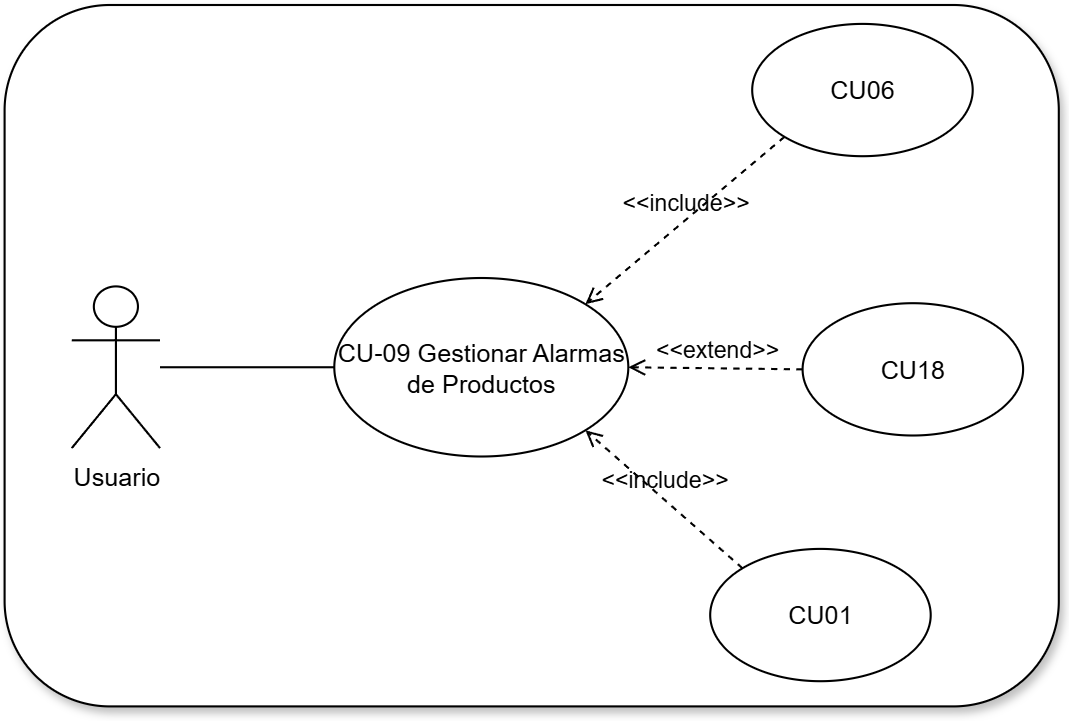 CU06
<<include>>
CU-09 Gestionar Alarmas
de Productos
<<extend>>
CU18
Usuario
<<include>>
CU01